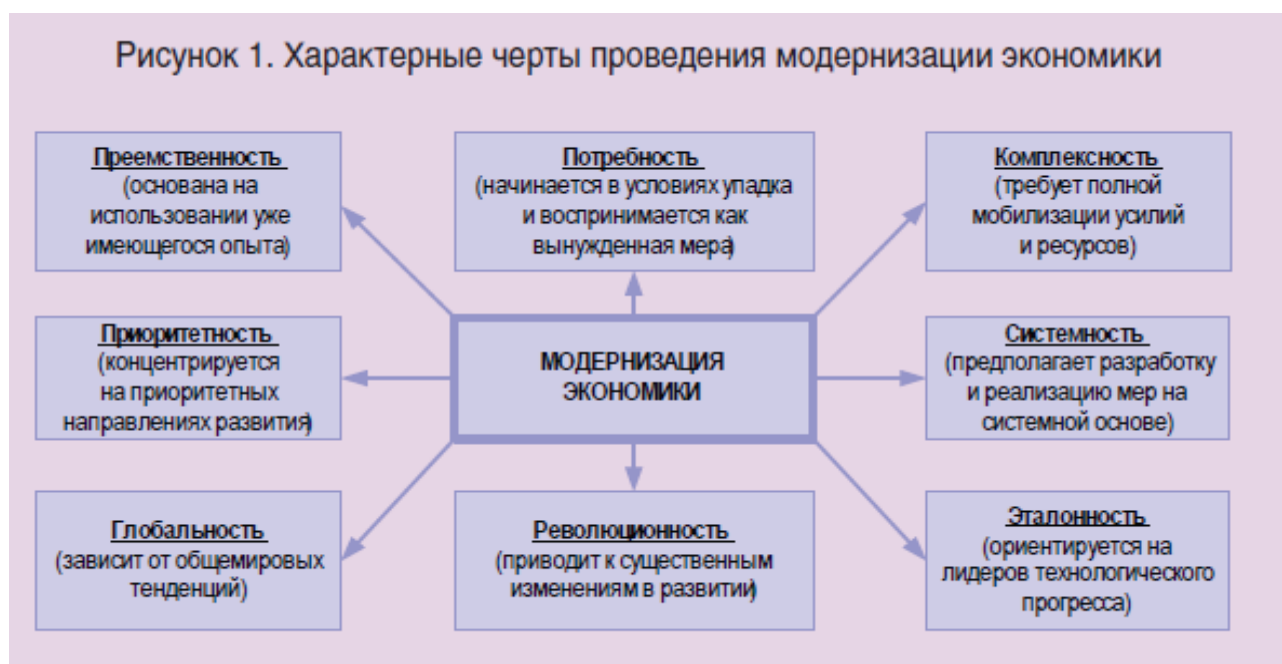 Рисунок 1. Характерные черты проведения модернизации экономики
Преемственность
(основана на
использовании уже
имеющегося опыта)
Потребность
(начинается в условиях упадка
и воспринимается как
вынужденная мера)
Комплексность
(требует полной
мобилизации усилий
и ресурсов)
Приоритетность
(концентрируется
на приоритетных
направлениях развития)
МОДЕРНИЗАЦИЯ
ЭКОНОМИКИ
Системность
(предполагает разработку
и реализацию мер на
системной основе)
Глобальность
(зависит от общемировых
тенденций)
Революционность
(приводит к существенным
изменениям в развитии)
Эталонность
(ориентируется на
лидеров технологического
прогресса)